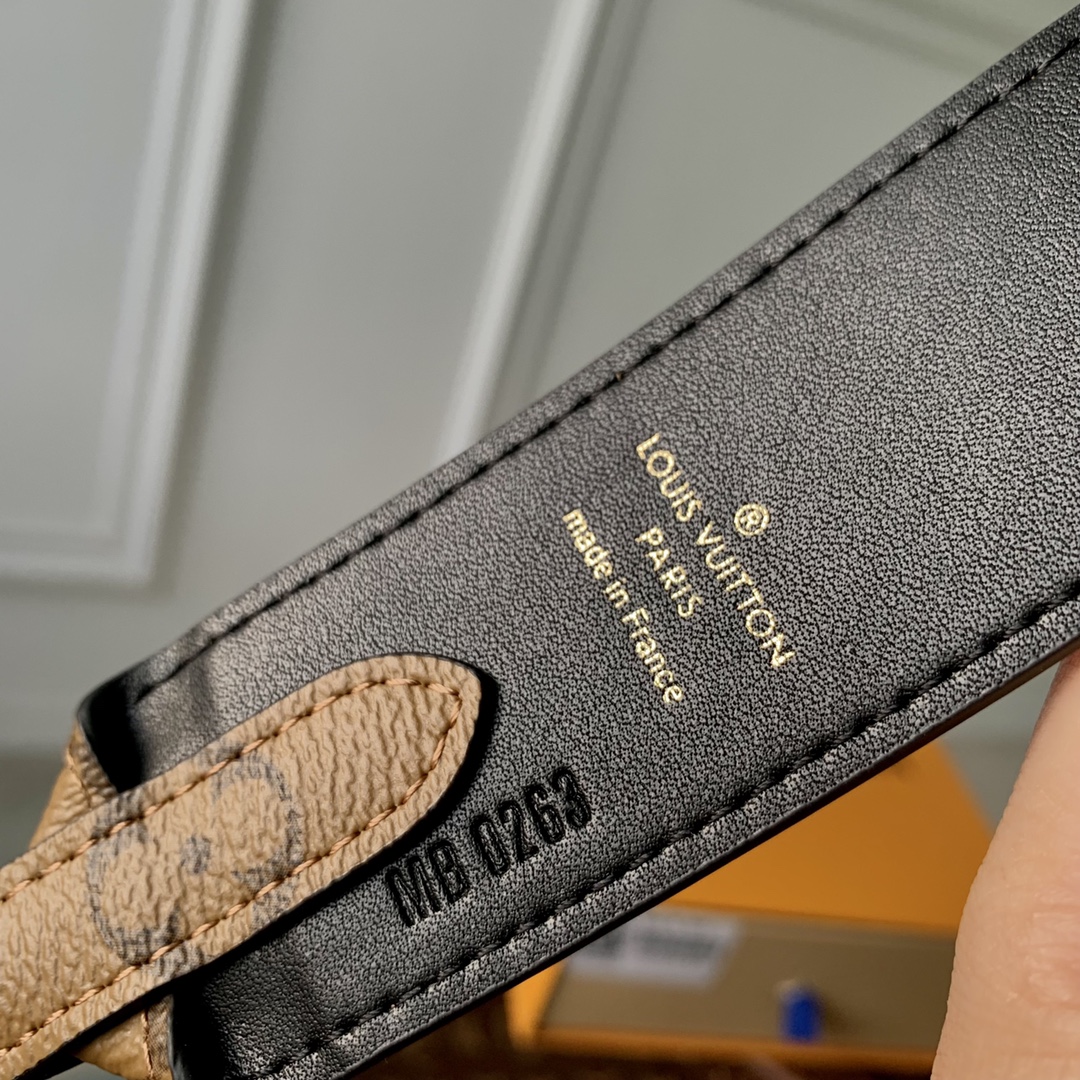 ®
LOUIS VUITTON
PARIS
made in France
MB 0263